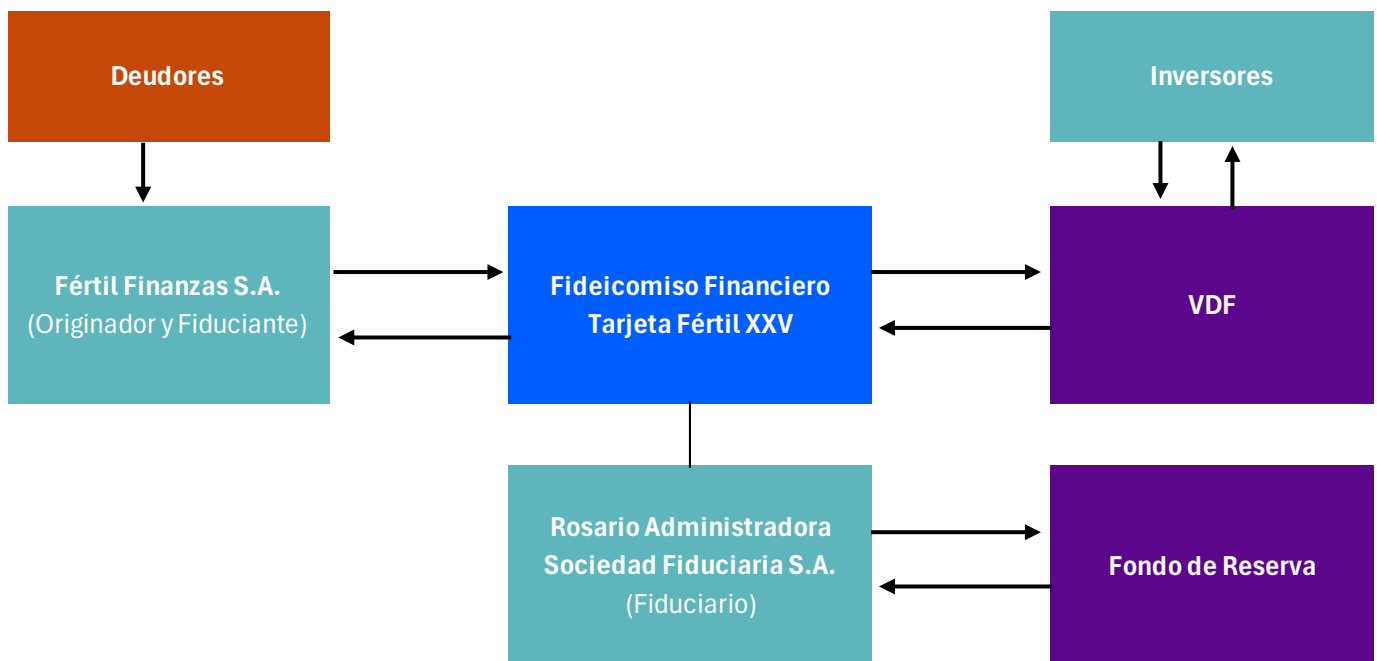 Deudores
Inversores
Fértil Finanzas S.A.
(Originador y Fiduciante)
Fideicomiso Financiero
Tarjeta Fértil XXV
VDF
Rosario Administradora
Sociedad Fiduciaria S.A.
(Fiduciario)
Fondo de Reserva